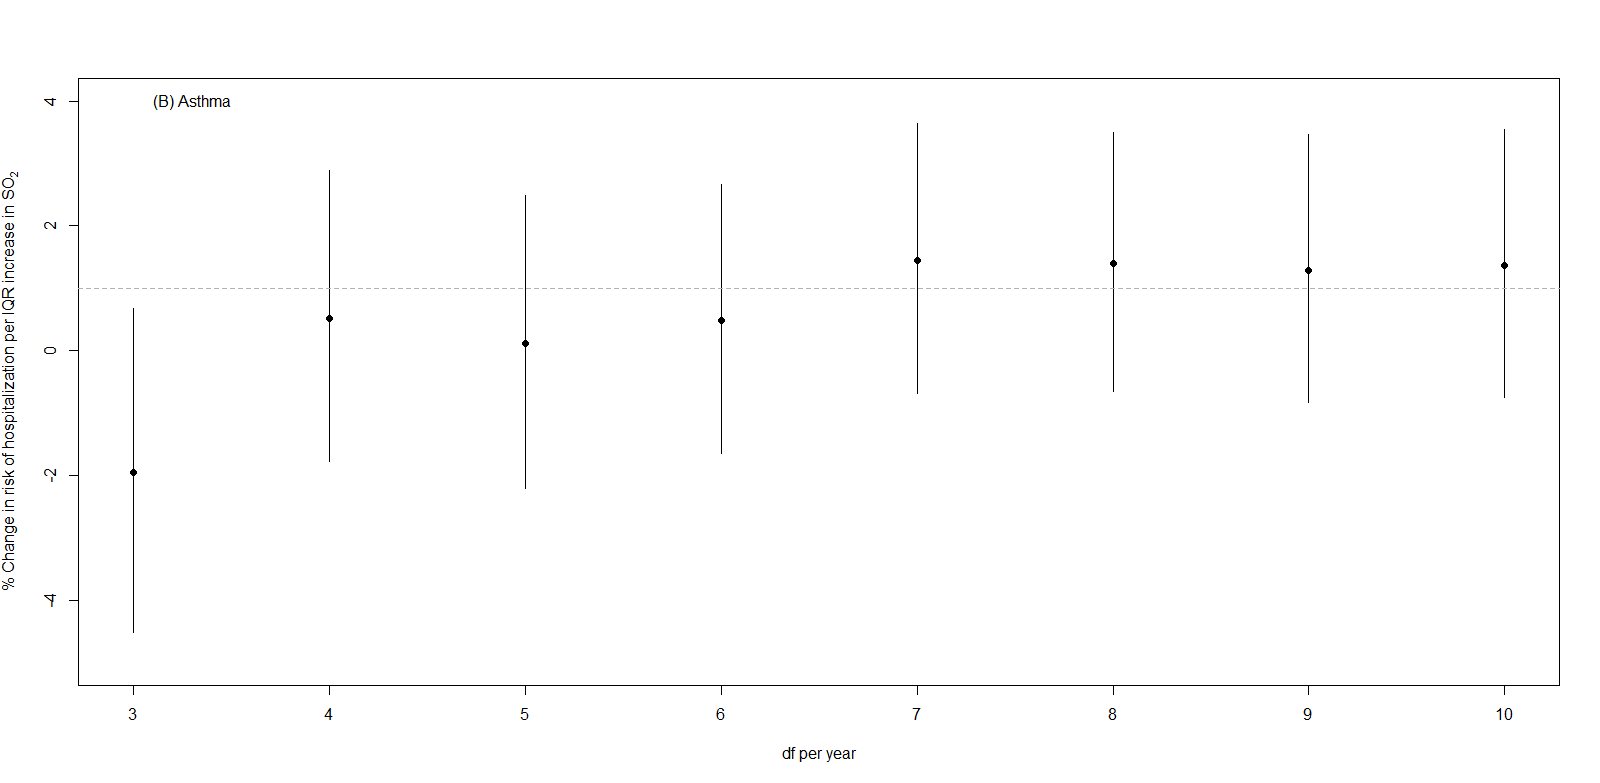 (B) Asthma
% Change in risk of hospitalization per IQR increase in SO₂
4
2
0
-2
-4
3 4 5 6 7 8 9 10
df per year